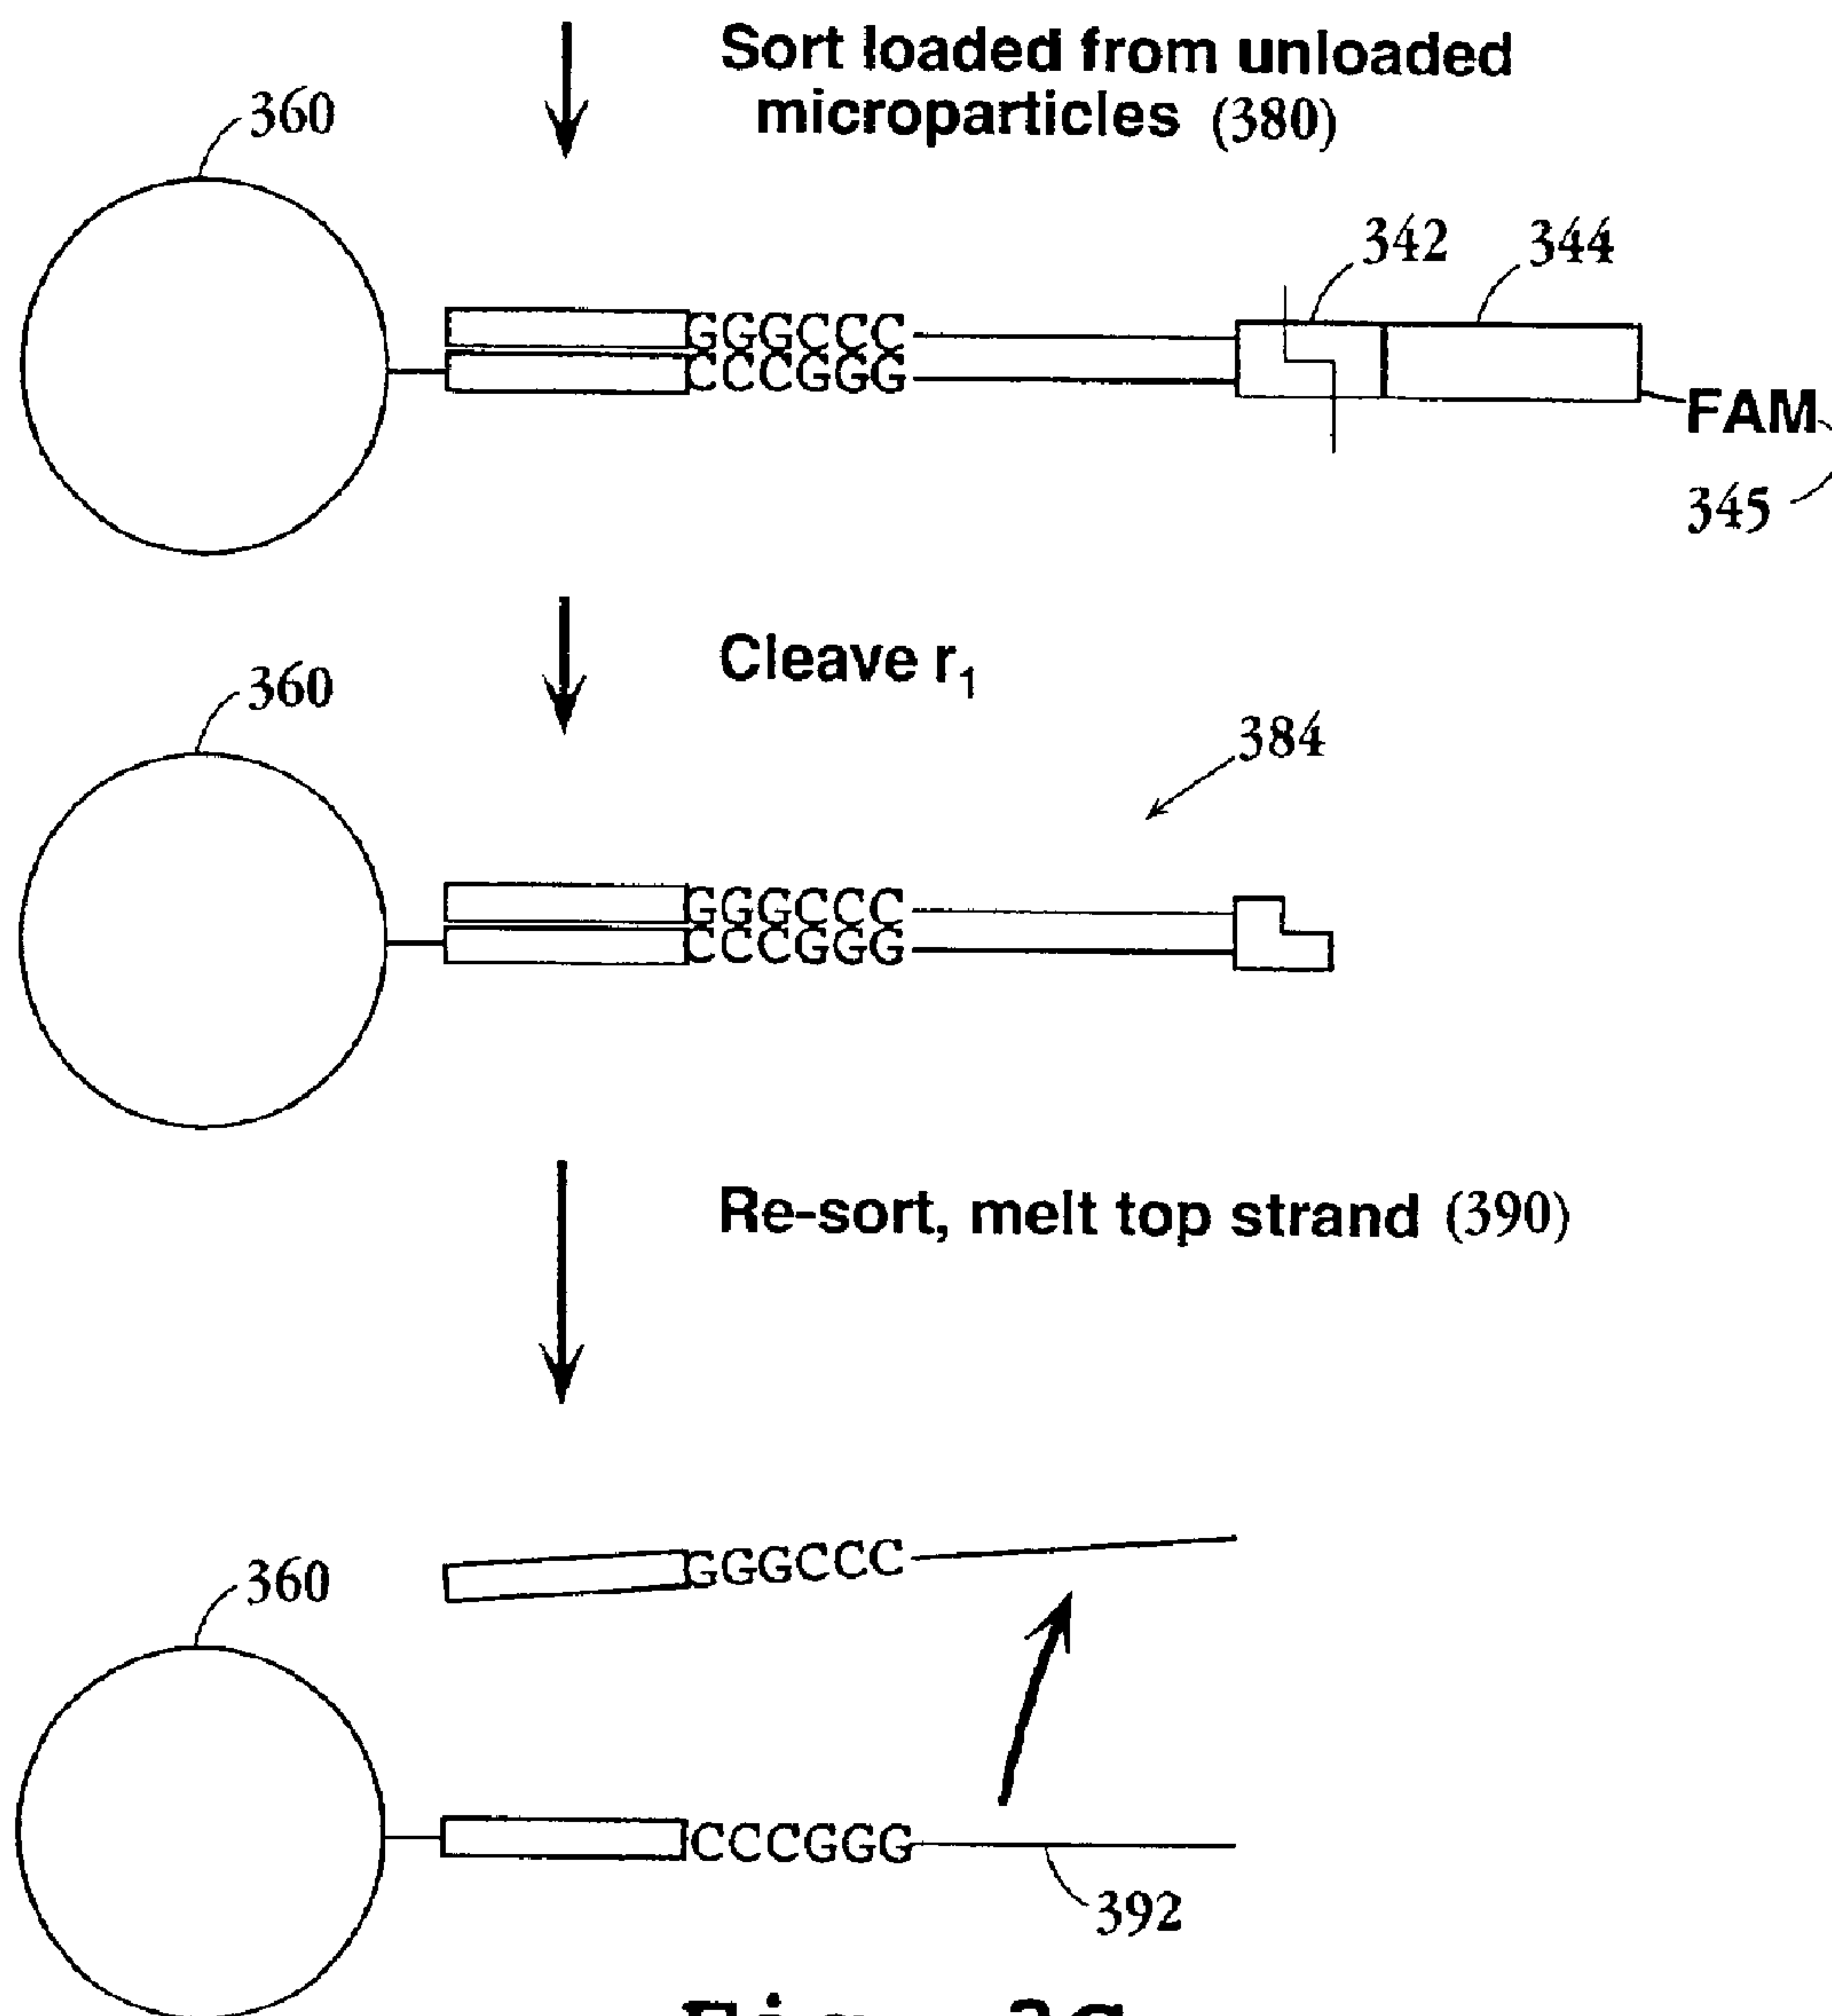 Sort loaded from unloaded
microparticles (380)
360
342
344
GGGCCC
CCCGGG
FAM
345
Cleave r₁
360
384
GGGCCC
CCCGGG
Re-sort, melt top strand (390)
GGGCCC
360
CCCGGG
392